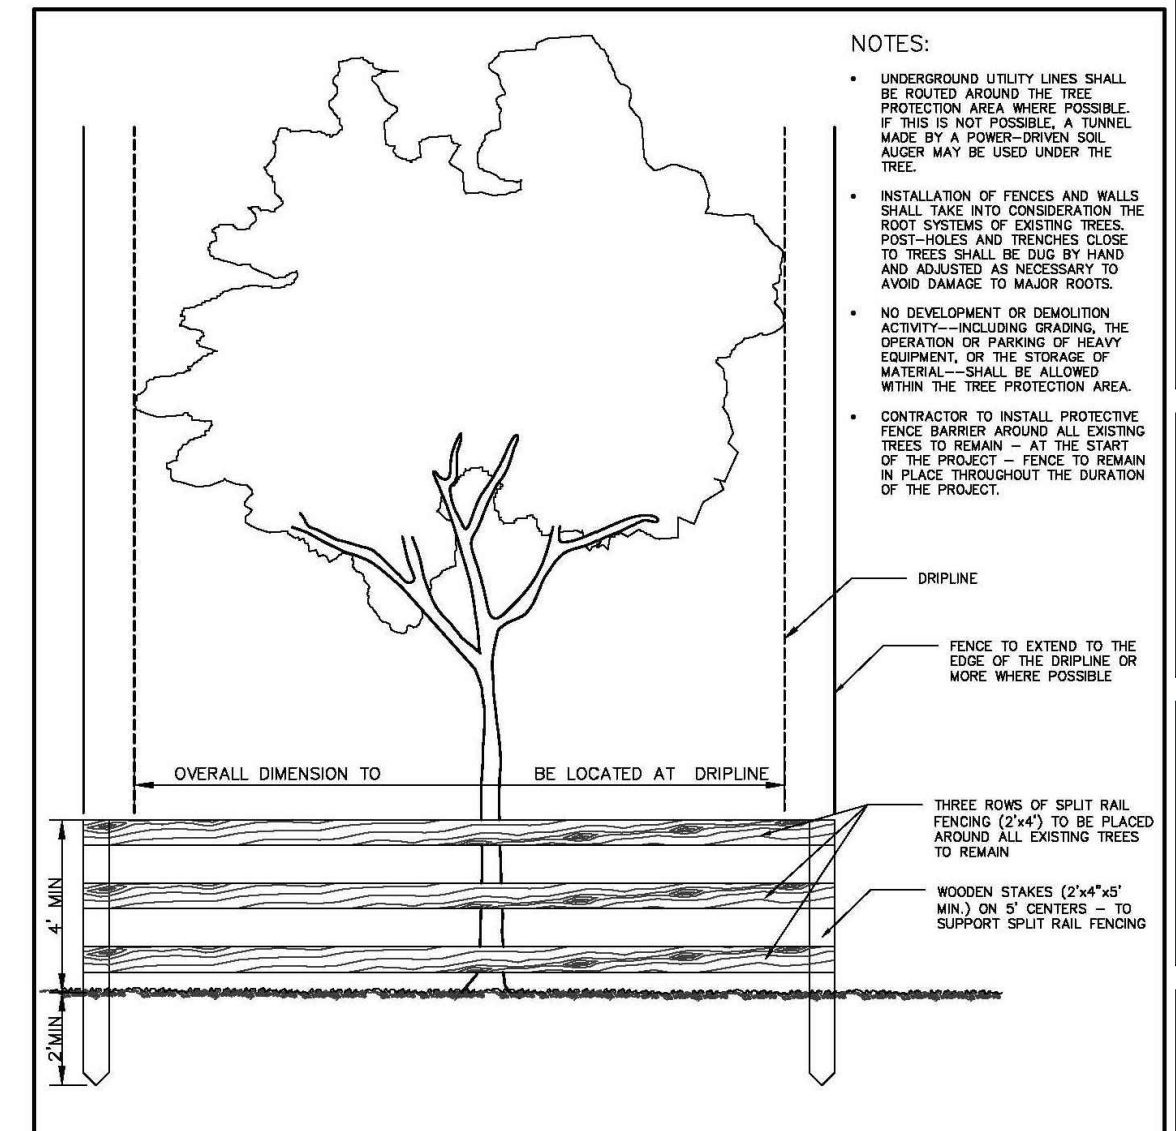 NOTES:
• UNDERGROUND UTILITY LINES SHALL
BE ROUTED AROUND THE TREE
PROTECTION AREA WHERE POSSIBLE.
IF THIS IS NOT POSSIBLE, A TUNNEL
MADE BY A POWER-DRIVEN SOIL
AUGER MAY BE USED UNDER THE
TREE.
• INSTALLATION OF FENCES AND WALLS
SHALL TAKE INTO CONSIDERATION THE
ROOT SYSTEMS OF EXISTING TREES.
POST-HOLES AND TRENCHES CLOSE
TO TREES SHALL BE DUG BY HAND
AND ADJUSTED AS NECESSARY TO
AVOID DAMAGE TO MAJOR ROOTS.
• NO DEVELOPMENT OR DEMOLITION
ACTIVITY--INCLUDING GRADING, THE
OPERATION OR PARKING OF HEAVY
EQUIPMENT, OR THE STORAGE OF
MATERIAL--SHALL BE ALLOWED
WITHIN THE TREE PROTECTION AREA.
• CONTRACTOR TO INSTALL PROTECTIVE
FENCE BARRIER AROUND ALL EXISTING
TREES TO REMAIN - AT THE START
OF THE PROJECT - FENCE TO REMAIN
IN PLACE THROUGHOUT THE DURATION
OF THE PROJECT.
DRIPLINE
FENCE TO EXTEND TO THE
EDGE OF THE DRIPLINE OR
MORE WHERE POSSIBLE
OVERALL DIMENSION TO BE LOCATED AT DRIPLINE
THREE ROWS OF SPLIT RAIL
FENCING (2'x4') TO BE PLACED
AROUND ALL EXISTING TREES
TO REMAIN
WOODEN STAKES (2'x4"x5'
MIN.) ON 5' CENTERS - TO
SUPPORT SPLIT RAIL FENCING
4' MIN
2'MIN